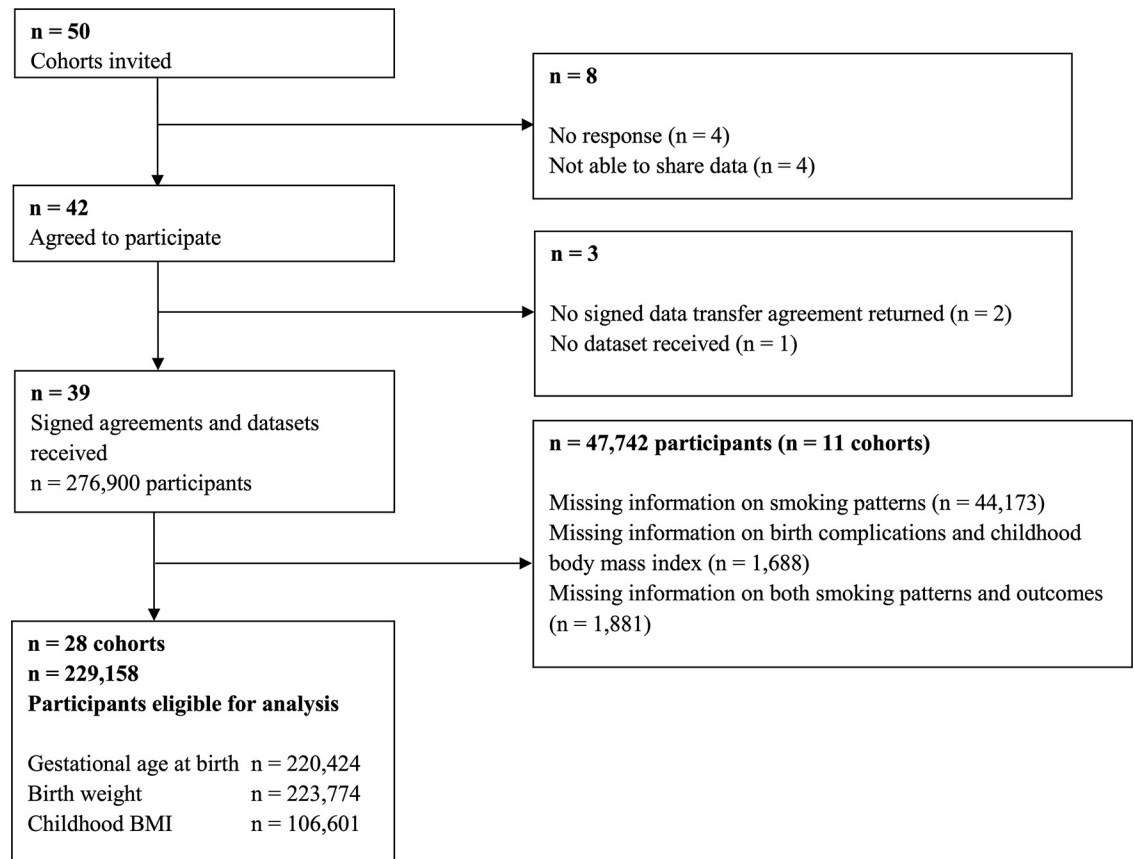 n = 50
Cohorts invited
n = 8
No response (n = 4)
Not able to share data (n = 4)
n = 42
Agreed to participate
n = 3
No signed data transfer agreement returned (n = 2)
No dataset received (n = 1)
n = 39
Signed agreements and datasets
received
n = 276,900 participants
n = 47,742 participants (n = 11 cohorts)
Missing information on smoking patterns (n = 44,173)
Missing information on birth complications and childhood
body mass index (n = 1,688)
Missing information on both smoking patterns and outcomes
(n = 1,881)
n = 28 cohorts
n = 229,158
Participants eligible for analysis
Gestational age at birth n = 220,424
Birth weight n = 223,774
Childhood BMI n = 106,601